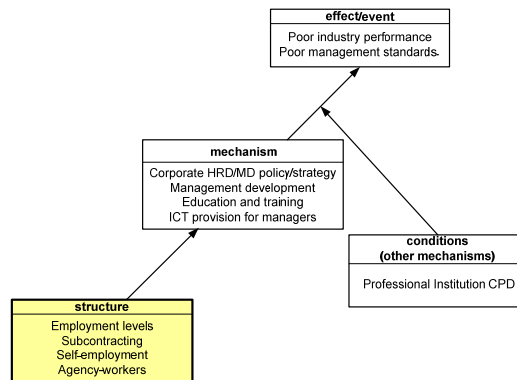 effect/event
Poor industry performance
Poor management standards.
mechanism
Corporate HRD/MD policy/strategy
Management development
Education and training
ICT provision for managers
conditions
(other mechanisms)
Professional Institution CPD
structure
Employment levels
Subcontracting
Self-employment
Agency-workers